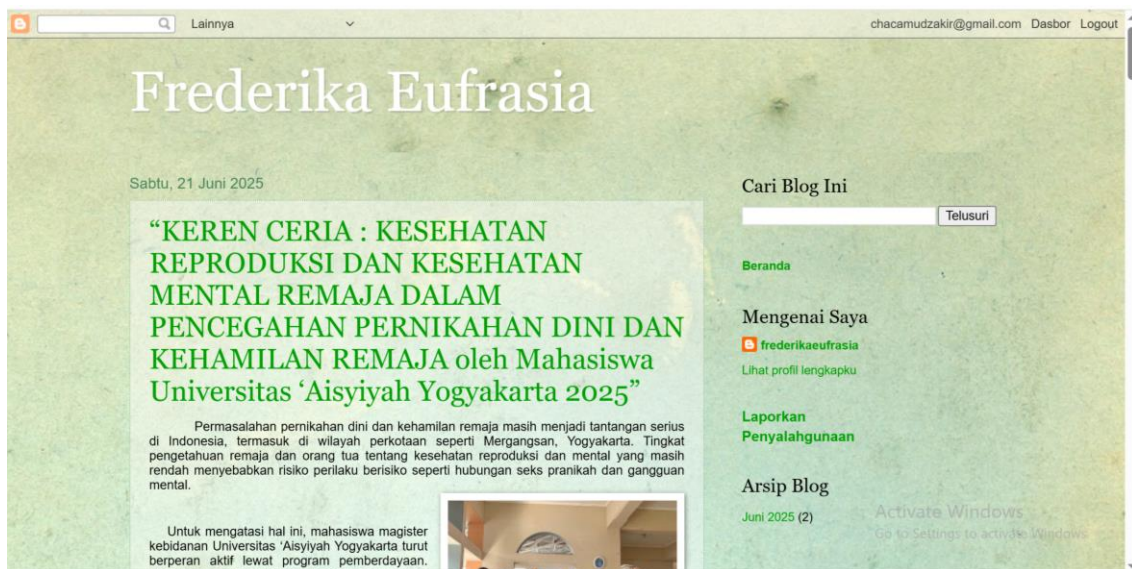 Lainnya
chacamudzakir@gmail.com Dasbor Logout
Frederika Eufrasia
Sabtu, 21 Juni 2025
“KEREN CERIA : KESEHATAN
REPRODUKSI DAN KESEHATAN
MENTAL REMAJA DALAM
PENCEGAHAN PERNIKAHAN DINI DAN
KEHAMILAN REMAJA oleh Mahasiswa
Universitas ‘Aisyiyah Yogyakarta 2025”
Permasalahan pernikahan dini dan kehamilan remaja masih menjadi tantangan serius
di Indonesia, termasuk di wilayah perkotaan seperti Mergangsan, Yogyakarta. Tingkat
pengetahuan remaja dan orang tua tentang kesehatan reproduksi dan mental yang masih
rendah menyebabkan risiko perilaku berisiko seperti hubungan seks pranikah dan gangguan
mental.
Untuk mengatasi hal ini, mahasiswa magister
kebidanan Universitas ‘Aisyiyah Yogyakarta turut
berperan aktif lewat program pemberdayaan.
Cari Blog Ini
Telusuri
Beranda
Mengenai Saya
frederikaeufrasia
Lihat profil lengkapku
Laporkan
Penyalahgunaan
Arsip Blog
Juni 2025 (2)
Activate Windows
Go to Settings to activate Windows.